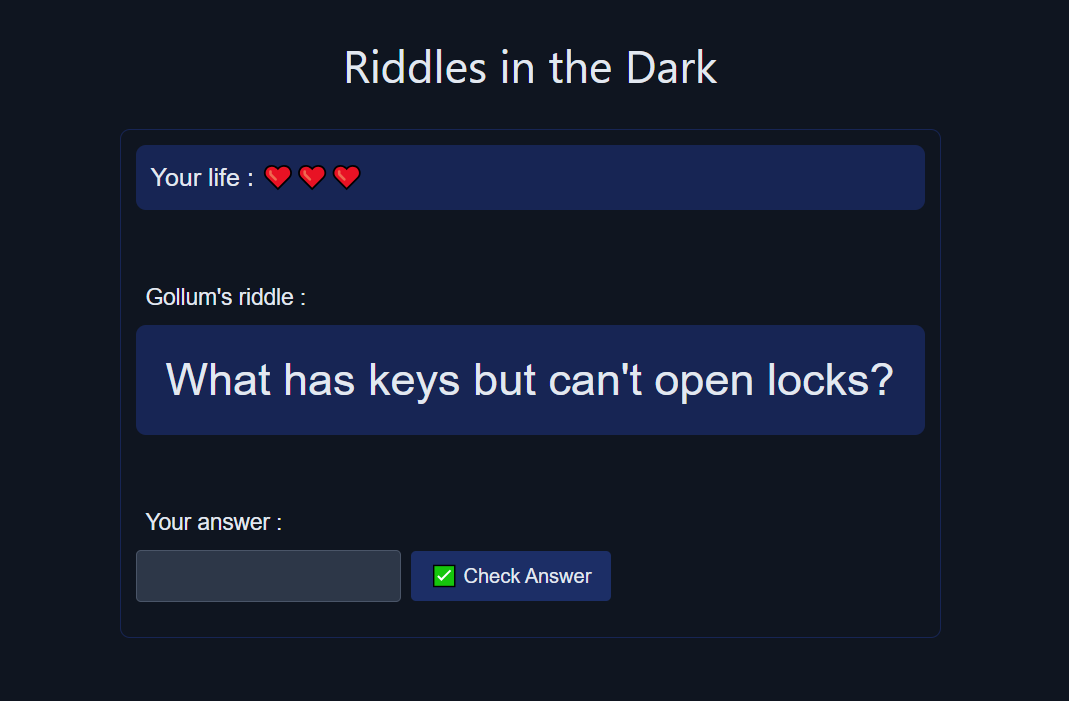 Riddles in the Dark
Your life : ❤️❤️❤️
Gollum's riddle :
What has keys but can't open locks?
Your answer :
✅ Check Answer